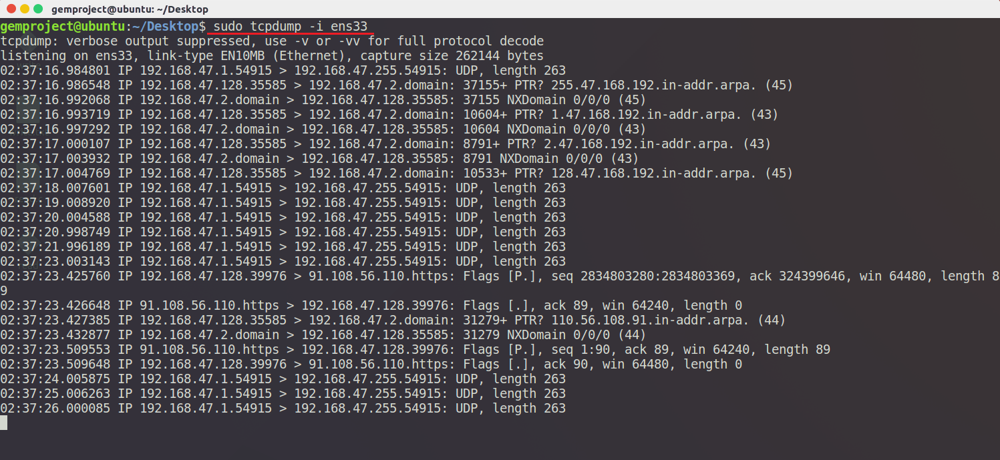 gemproject@ubuntu: ~/Desktop
gemproject@ubuntu:~/Desktop$ sudo tcpdump -i ens33
tcpdump: verbose output suppressed, use -v or -vv for full protocol decode
listening on ens33, link-type EN10MB (Ethernet), capture size 262144 bytes
02:37:16.984801 IP 192.168.47.1.54915 > 192.168.47.255.54915: UDP, length 263
02:37:16.986548 IP 192.168.47.128.35585 > 192.168.47.2.domain: 37155+ PTR? 255.47.168.192.in-addr.arpa. (45)
02:37:16.992068 IP 192.168.47.2.domain > 192.168.47.128.35585: 37155 NXDomain 0/0/0 (45)
02:37:16.993719 IP 192.168.47.128.35585 > 192.168.47.2.domain: 10604+ PTR? 1.47.168.192.in-addr.arpa. (43)
02:37:16.997292 IP 192.168.47.2.domain > 192.168.47.128.35585: 10604 NXDomain 0/0/0 (43)
02:37:17.000107 IP 192.168.47.128.35585 > 192.168.47.2.domain: 8791+ PTR? 2.47.168.192.in-addr.arpa. (43)
02:37:17.003932 IP 192.168.47.2.domain > 192.168.47.128.35585: 8791 NXDomain 0/0/0 (43)
02:37:17.004769 IP 192.168.47.128.35585 > 192.168.47.2.domain: 10533+ PTR? 128.47.168.192.in-addr.arpa. (45)
02:37:18.007601 IP 192.168.47.1.54915 > 192.168.47.255.54915: UDP, length 263
02:37:19.008920 IP 192.168.47.1.54915 > 192.168.47.255.54915: UDP, length 263
02:37:20.004588 IP 192.168.47.1.54915 > 192.168.47.255.54915: UDP, length 263
02:37:20.998749 IP 192.168.47.1.54915 > 192.168.47.255.54915: UDP, length 263
02:37:21.996189 IP 192.168.47.1.54915 > 192.168.47.255.54915: UDP, length 263
02:37:23.003143 IP 192.168.47.1.54915 > 192.168.47.255.54915: UDP, length 263
02:37:23.425760 IP 192.168.47.128.39976 > 91.108.56.110.https: Flags [P.], seq 2834803280:2834803369, ack 324399646, win 64480, length 8
9
02:37:23.426648 IP 91.108.56.110.https > 192.168.47.128.39976: Flags [.], ack 89, win 64240, length 0
02:37:23.427385 IP 192.168.47.128.35585 > 192.168.47.2.domain: 31279+ PTR? 110.56.108.91.in-addr.arpa. (44)
02:37:23.432877 IP 192.168.47.2.domain > 192.168.47.128.35585: 31279 NXDomain 0/0/0 (44)
02:37:23.509553 IP 91.108.56.110.https > 192.168.47.128.39976: Flags [P.], seq 1:90, ack 89, win 64240, length 89
02:37:23.509648 IP 192.168.47.128.39976 > 91.108.56.110.https: Flags [.], ack 90, win 64480, length 0
02:37:24.005875 IP 192.168.47.1.54915 > 192.168.47.255.54915: UDP, length 263
02:37:25.006263 IP 192.168.47.1.54915 > 192.168.47.255.54915: UDP, length 263
02:37:26.000085 IP 192.168.47.1.54915 > 192.168.47.255.54915: UDP, length 263